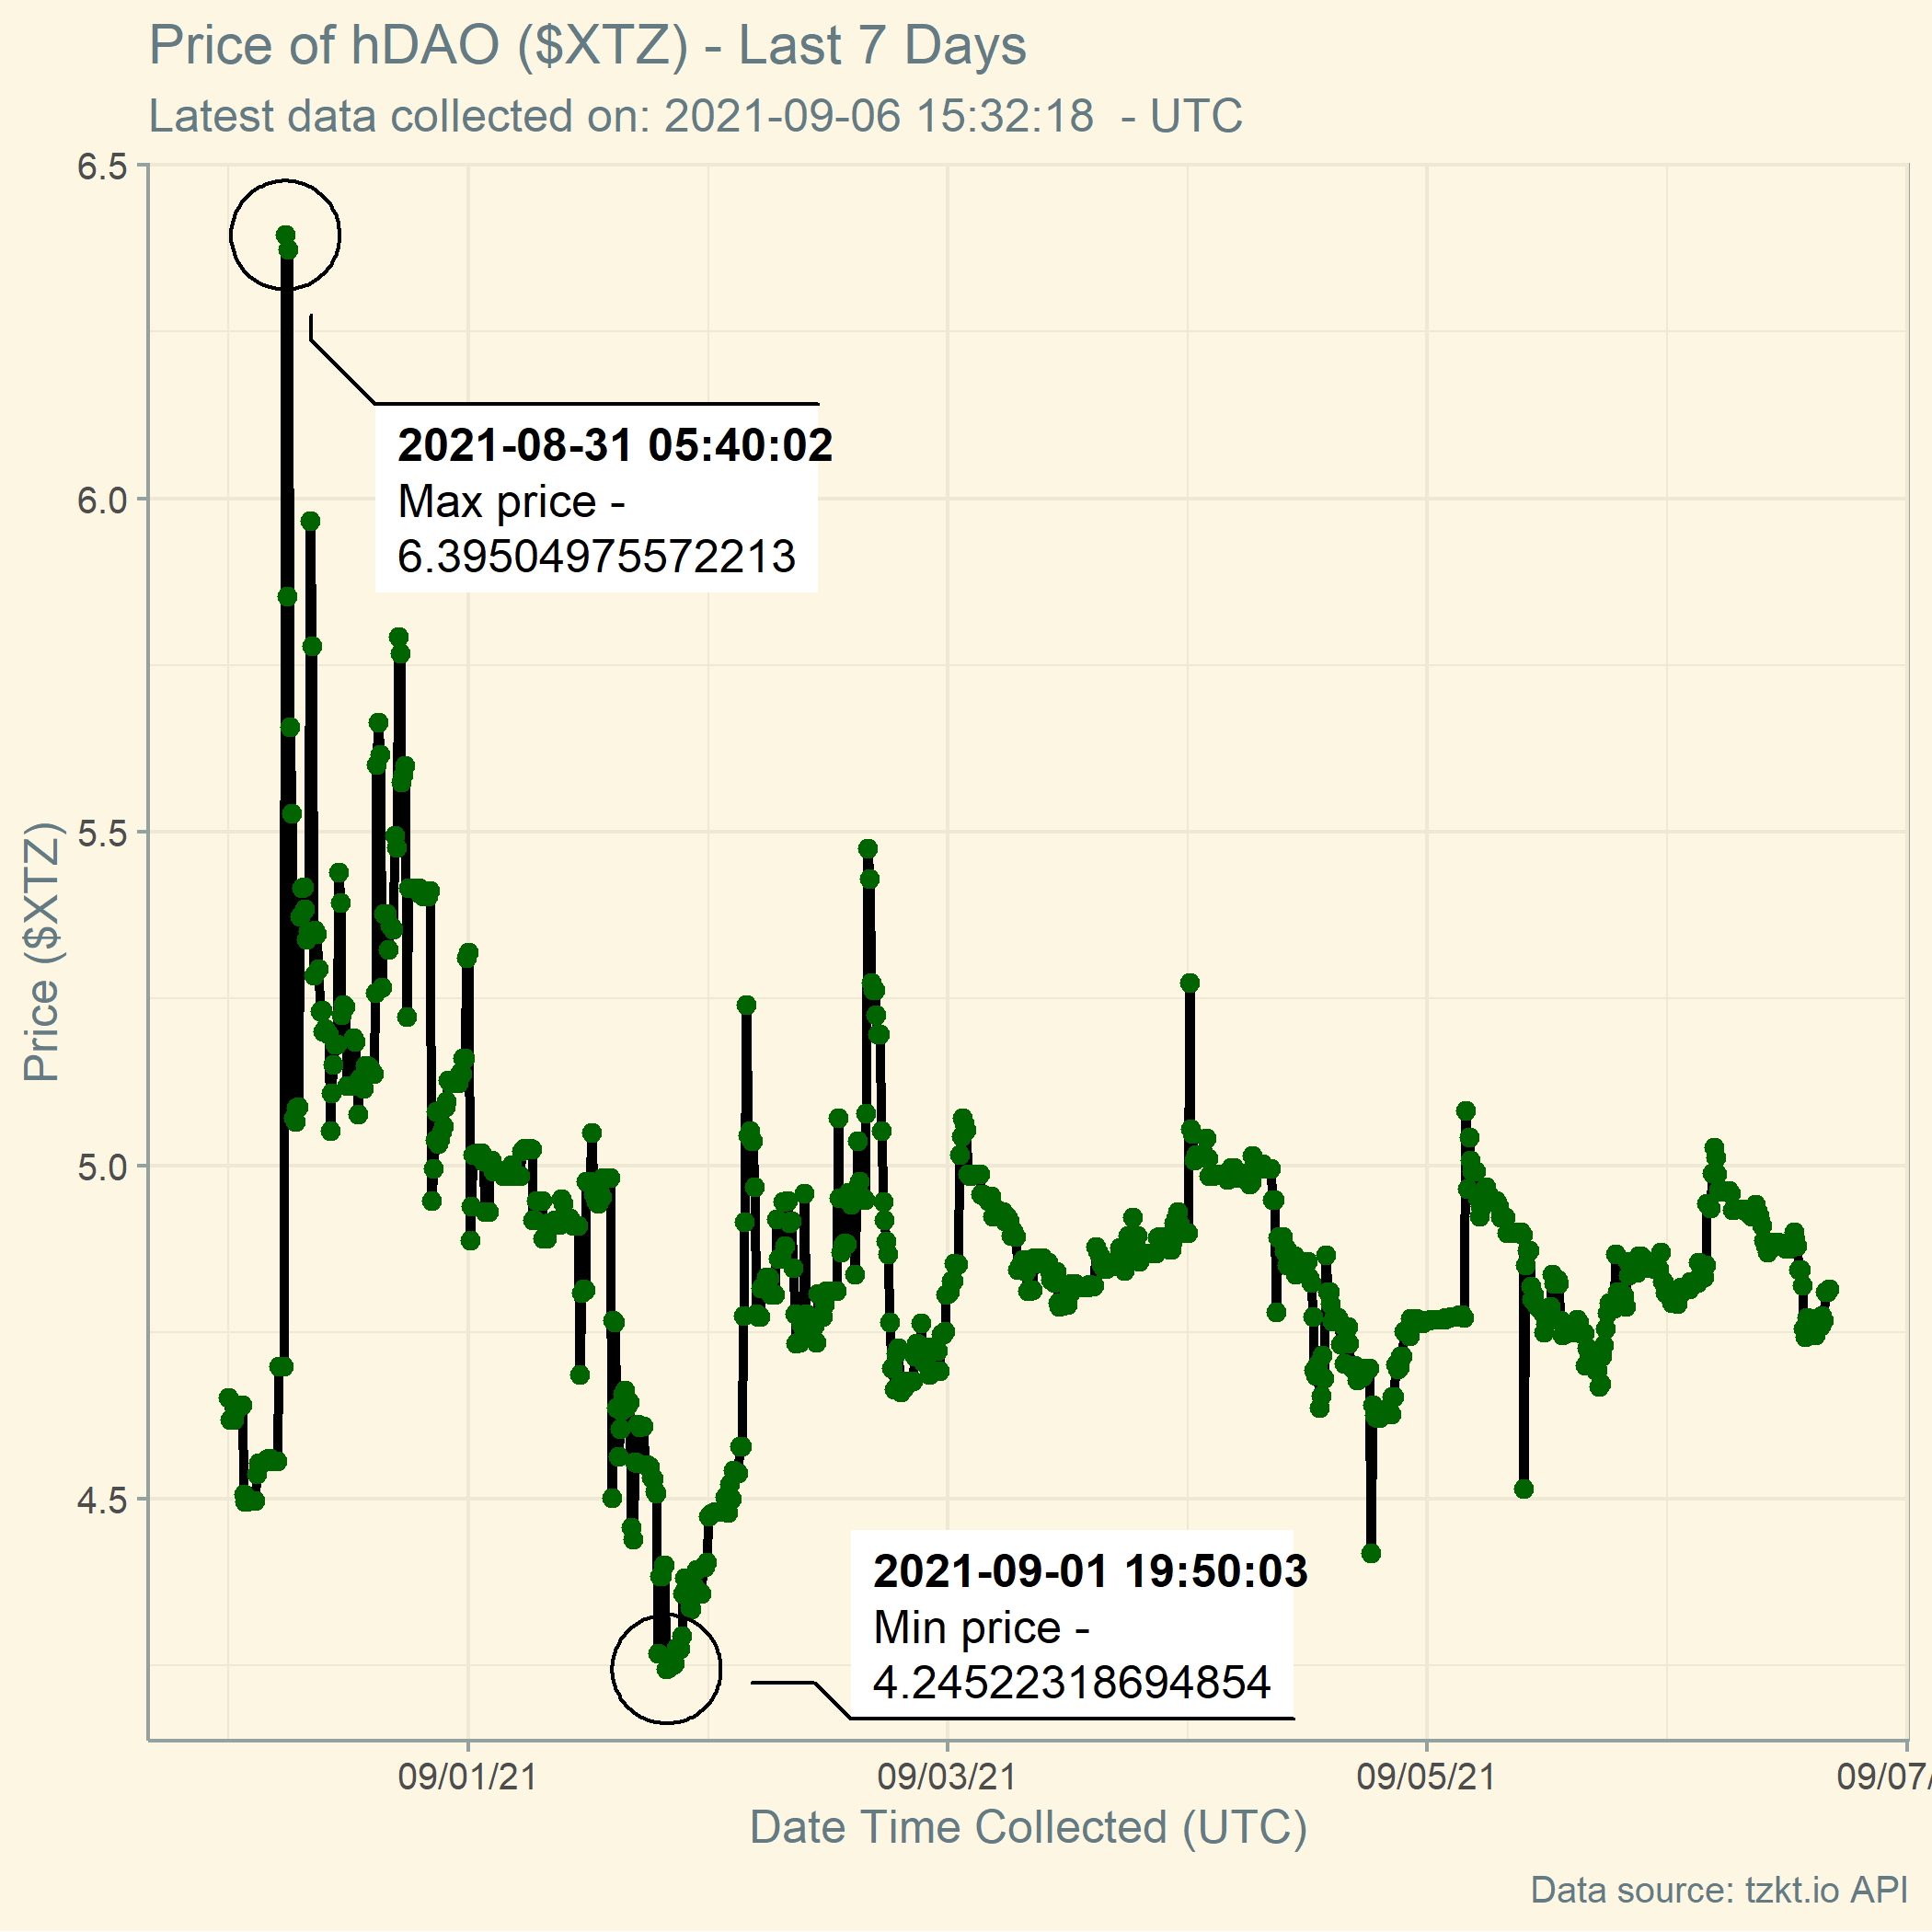 Price of hDAO ($XTZ) - Last 7 Days
Latest data collected on: 2021-09-06 15:32:18  - UTC
6.5
6.0
5.5
5.0
4.5
Price ($XTZ)
2021-08-31 05:40:02
Max price -
6.39504975572213
2021-09-01 19:50:03
Min price -
4.24522318694854
09/01/21
09/03/21
09/05/21
09/07/
Date Time Collected (UTC)
Data source: tzkt.io API